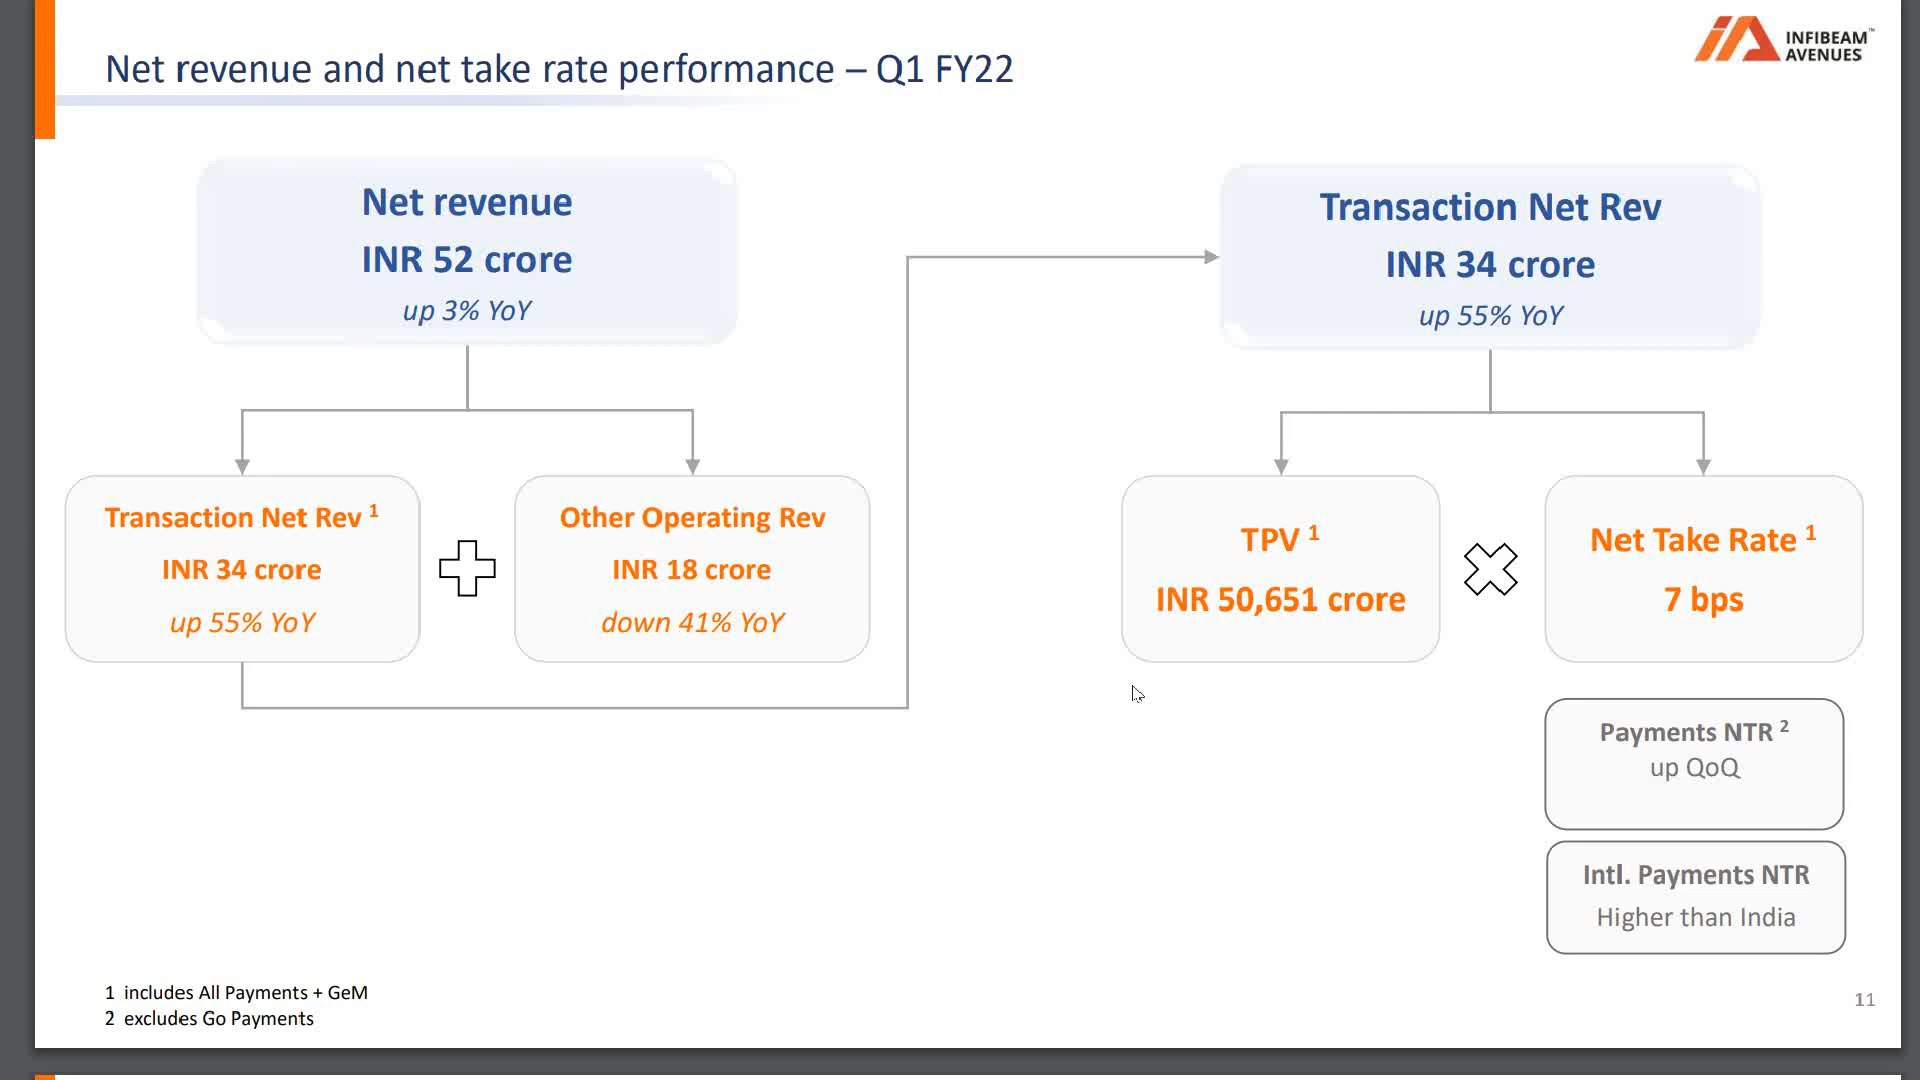 Net revenue and net take rate performance – Q1 FY22
INFIBEAM™
AVENUES
Net revenue
INR 52 crore
up 3% YoY
Transaction Net Rev
INR 34 crore
up 55% YoY
Transaction Net Rev 1
INR 34 crore
up 55% YoY
Other Operating Rev
INR 18 crore
down 41% YoY
TPV 1
INR 50,651 crore
Net Take Rate 1
7 bps
Payments NTR 2
up QoQ
Intl. Payments NTR
Higher than India
1 includes All Payments + GeM
2 excludes Go Payments
11